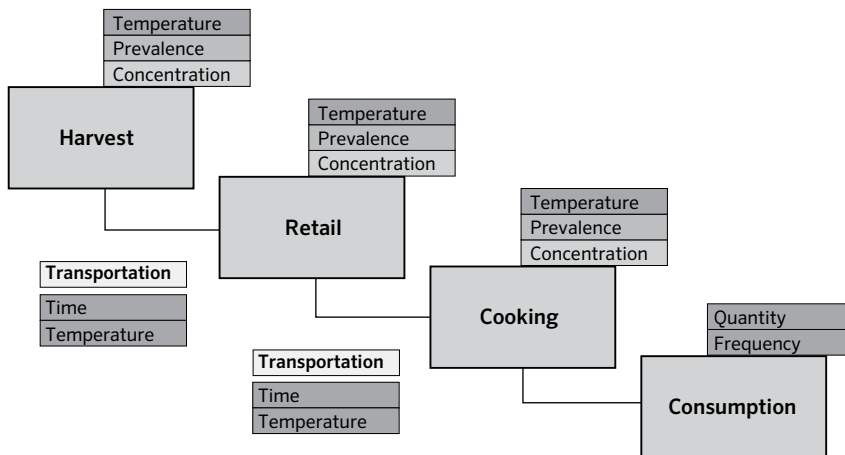 Temperature
Prevalence
Concentration
Harvest
Temperature
Prevalence
Concentration
Retail
Transportation
Time
Temperature
Temperature
Prevalence
Concentration
Cooking
Transportation
Time
Temperature
Quantity
Frequency
Consumption